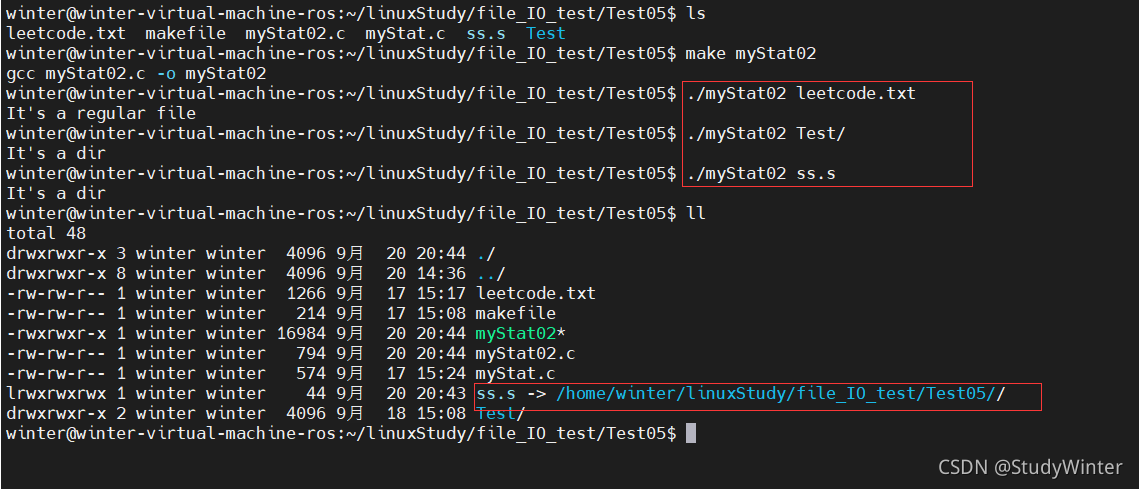 winter@winter-virtual-machine-ros:~/linuxStudy/file_IO_test/Test05$ ls
leetcode.txt  makefile  myStat02.c  myStat.c  ss.s  Test
winter@winter-virtual-machine-ros:~/linuxStudy/file_IO_test/Test05$ make myStat02
gcc myStat02.c -o myStat02
winter@winter-virtual-machine-ros:~/linuxStudy/file_IO_test/Test05$ ./myStat02 leetcode.txt
It's a regular file
winter@winter-virtual-machine-ros:~/linuxStudy/file_IO_test/Test05$ ./myStat02 Test/
It's a dir
winter@winter-virtual-machine-ros:~/linuxStudy/file_IO_test/Test05$ ./myStat02 ss.s
It's a dir
winter@winter-virtual-machine-ros:~/linuxStudy/file_IO_test/Test05$ ll
total 48
drwxrwxr-x 3 winter winter  4096 9月  20 20:44 ./
drwxrwxr-x 8 winter winter  4096 9月  20 14:36 ../
-rw-rw-r-- 1 winter winter  1266 9月  17 15:17 leetcode.txt
-rw-rw-r-- 1 winter winter   214 9月  17 15:08 makefile
-rwxrwxr-x 1 winter winter 16984 9月  20 20:44 myStat02*
-rw-rw-r-- 1 winter winter   794 9月  20 20:44 myStat02.c
-rw-rw-r-- 1 winter winter   574 9月  17 15:24 myStat.c
lrwxrwxrwx 1 winter winter    44 9月  20 20:43 ss.s -> /home/winter/linuxStudy/file_IO_test/Test05//
drwxrwxr-x 2 winter winter  4096 9月  18 15:08 Test/
winter@winter-virtual-machine-ros:~/linuxStudy/file_IO_test/Test05$
CSDN @StudyWinter